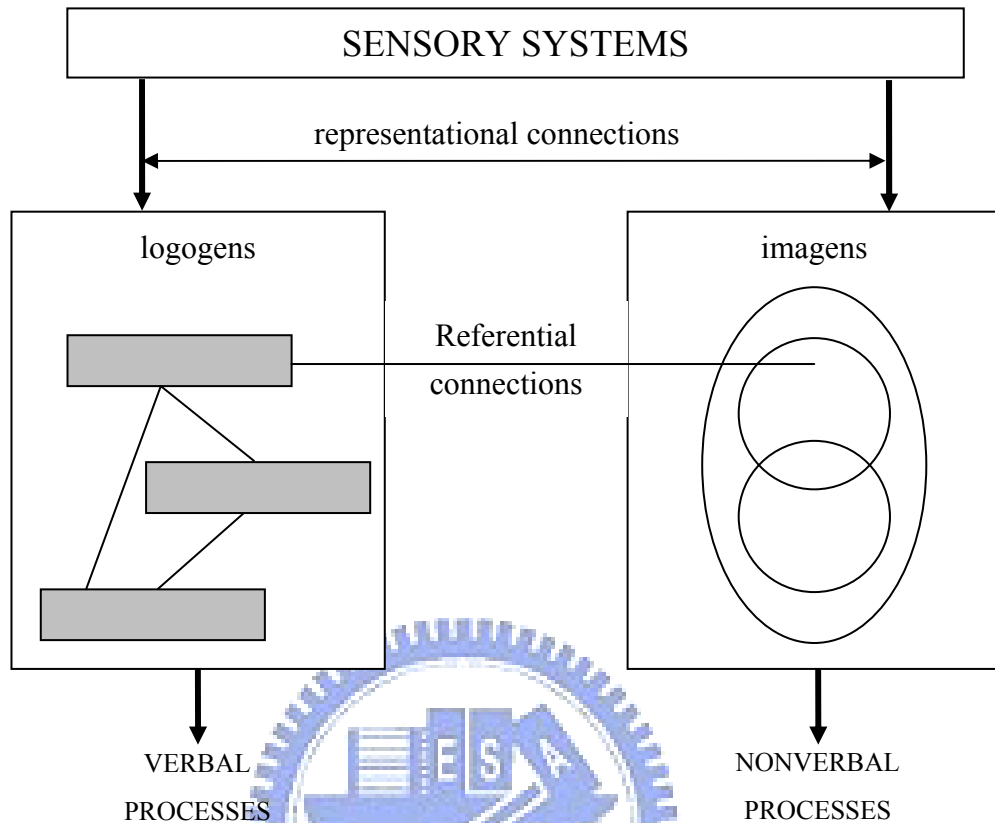 SENSORY SYSTEMS
representational connections
logogens
imagens
Referential
connections
E S A
VERBAL
PROCESSES
NONVERBAL
PROCESSES